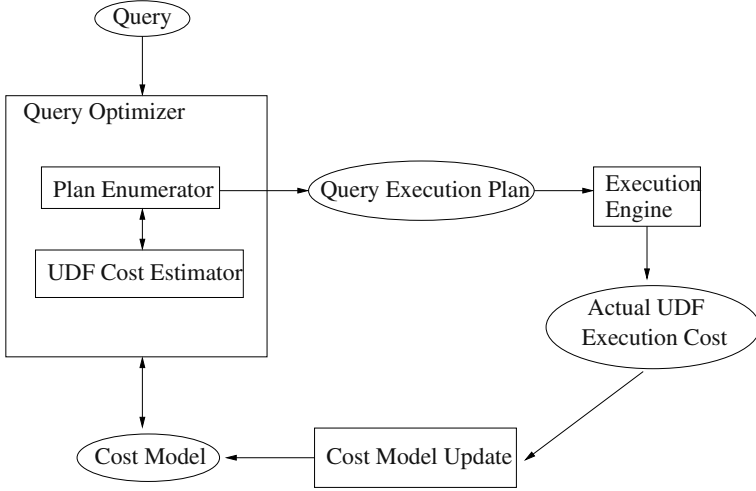 Query
Query Optimizer
Plan Enumerator
Query Execution Plan
Execution
Engine
UDF Cost Estimator
Actual UDF
Execution Cost
Cost Model
Cost Model Update